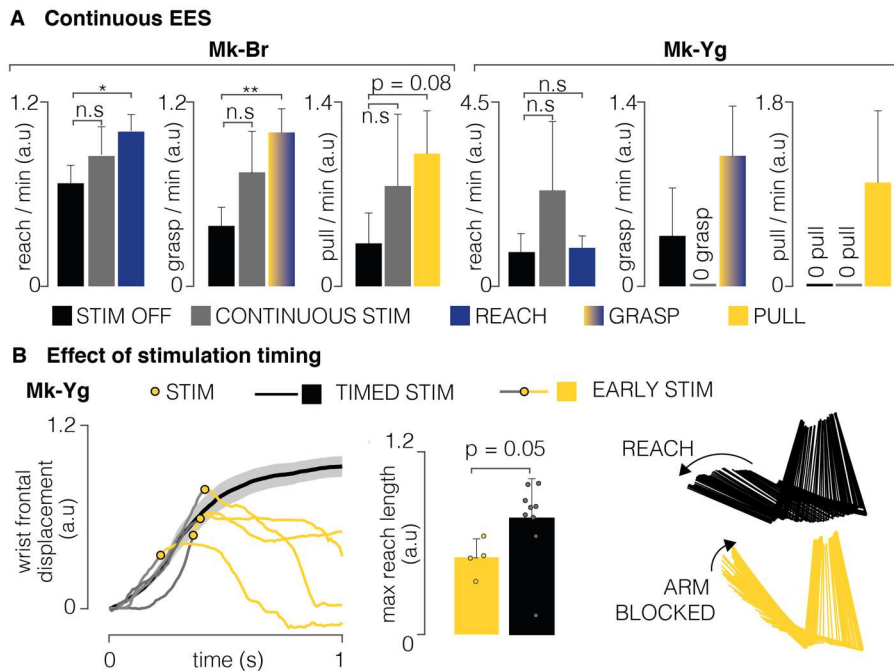 A Continuous EES
Mk-Br
Mk-Yg
reach / min (a.u)
1.2
0
*
n.s
grasp / min (a.u)
1.2
0
**
n.s
pull / min (a.u)
1.4
0
p = 0.08
n.s
reach / min (a.u)
4.5
0
n.s
n.s
grasp / min (a.u)
1.4
0
0 grasp
pull / min (a.u)
1.8
0
0 pull
0 pull
STIM OFF CONTINUOUS STIM REACH GRASP PULL
B Effect of stimulation timing
Mk-Yg STIM TIMED STIM EARLY STIM
wrist frontal
displacement
(a.u)
1.2
0
0 time (s) 1
max reach length
(a.u)
1.2
0
p = 0.05
REACH
ARM
BLOCKED